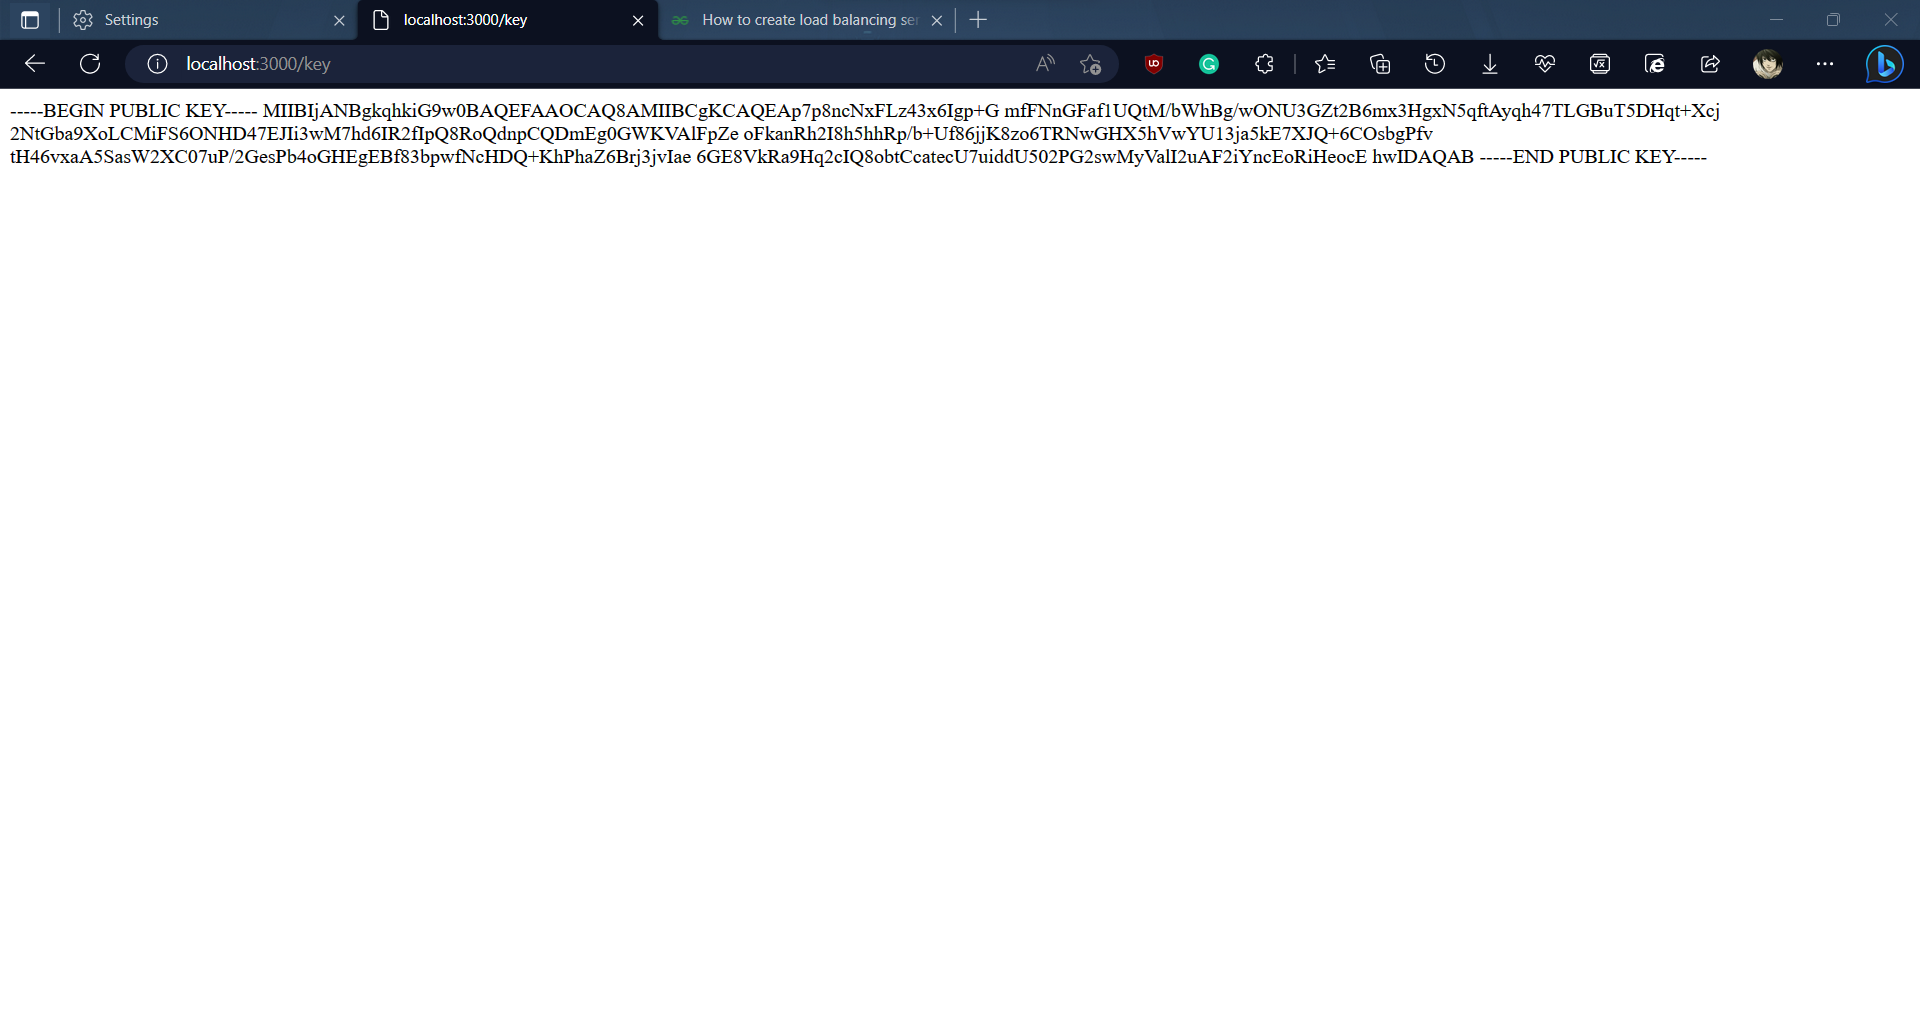 Settings
localhost:3000/key
How to create load balancing ser
localhost:3000/key
-----BEGIN PUBLIC KEY----- MIIBIjANBgkqhkiG9w0BAQEFAAOCAQ8AMIIBCgKCAQEAp7p8ncNxFLz43x6Igp+G mfFNnGFaf1UQtM/bWhBg/wONU3GZt2B6mx3HgxN5qftAyqh47TLGBuT5DHqt+Xcj
2NtGba9XoLCMiFS6ONHD47EJIi3wM7hd6IR2fIpQ8RoQdnpCQDmEg0GWKVAlFpZe oFkanRh2I8h5hhRp/b+Uf86jjK8zo6TRNwGHX5hVwYU13ja5kE7XJQ+6COsbgPfv
tH46vxaA5SasW2XC07uP/2GesPb4oGHEgEBf83bpwfNcHDQ+KhPhaZ6Brj3jvIae 6GE8VkRa9Hq2cIQ8obtCcatecU7uiddU502PG2swMyValI2uAF2iYncEoRiHeocE hwIDAQAB -----END PUBLIC KEY-----